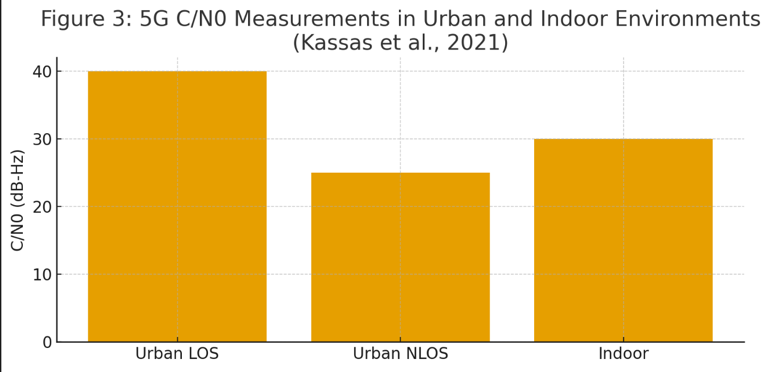 Figure 3: 5G C/N0 Measurements in Urban and Indoor Environments
(Kassas et al., 2021)
C/N0 (dB-Hz)
40
30
20
10
0
Urban LOS
Urban NLOS
Indoor